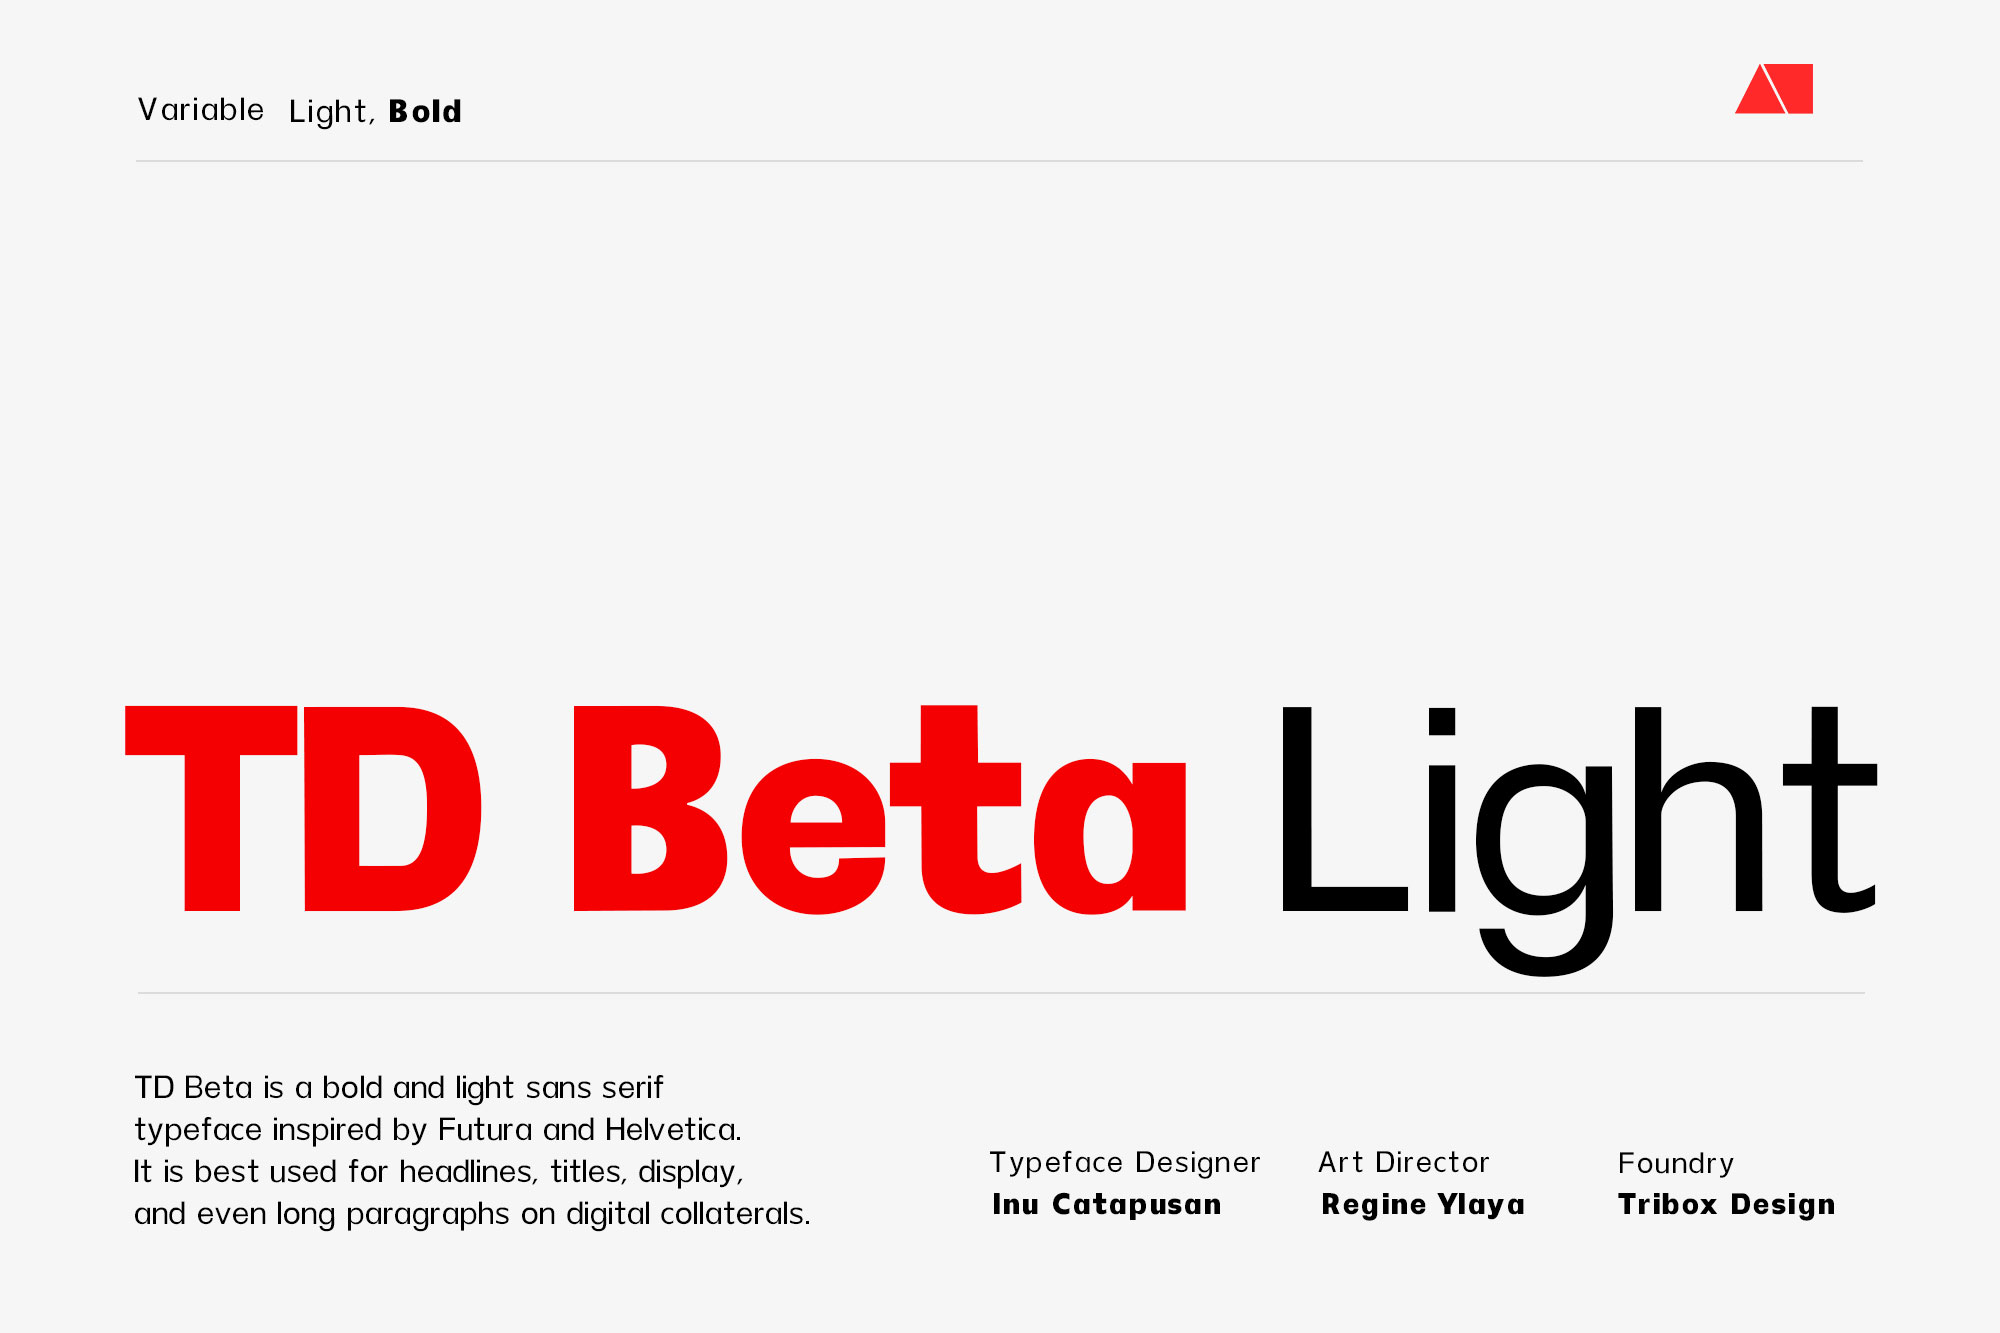 Variable Light, Bold
TD Beta Light
TD Beta is a bold and light sans serif
typeface inspired by Futura and Helvetica.
It is best used for headlines, titles, display,
and even long paragraphs on digital collaterals.
Typeface Designer
Inu Catapusan
Art Director
Regine Ylaya
Foundry
Tribox Design